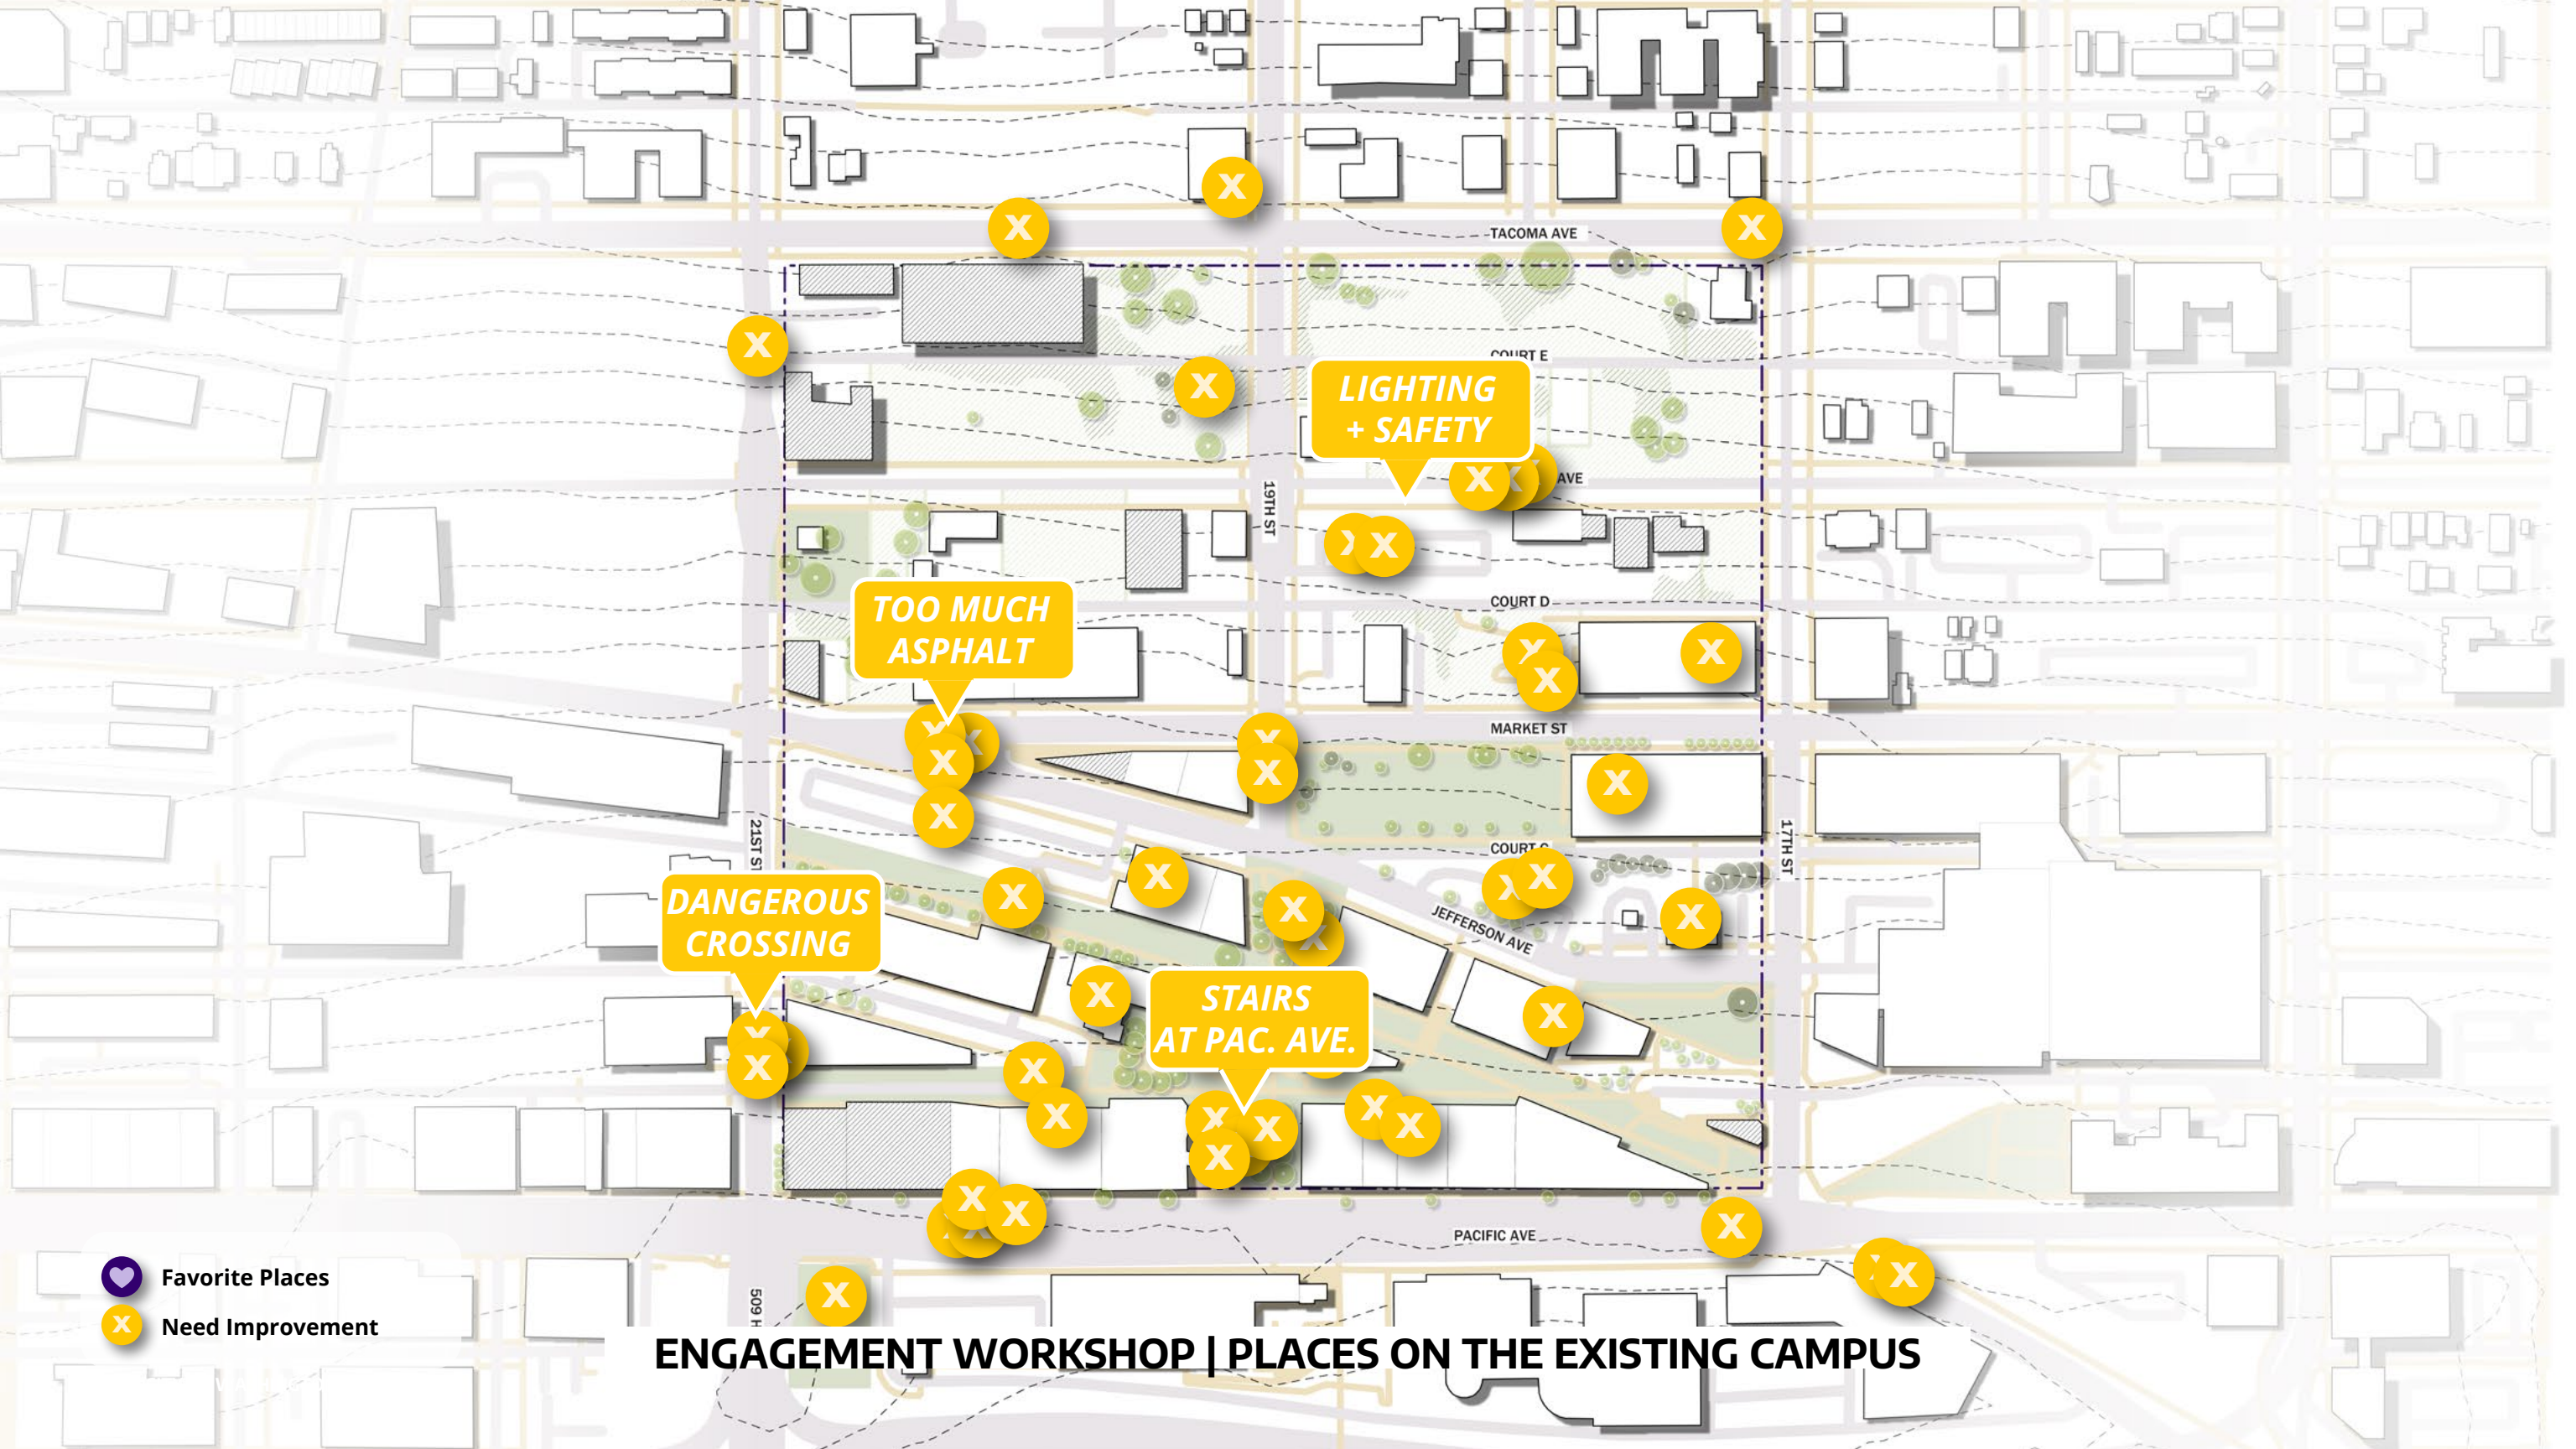 TACOMA AVE
COURT E
LIGHTING
+ SAFETY
AVE
19TH ST
COURT D
TOO MUCH
ASPHALT
MARKET ST
21ST ST
17TH ST
COURT C
DANGEROUS
CROSSING
JEFFERSON AVE
STAIRS
AT PAC. AVE.
PACIFIC AVE
Favorite Places
Need Improvement
509 H
ENGAGEMENT WORKSHOP | PLACES ON THE EXISTING CAMPUS